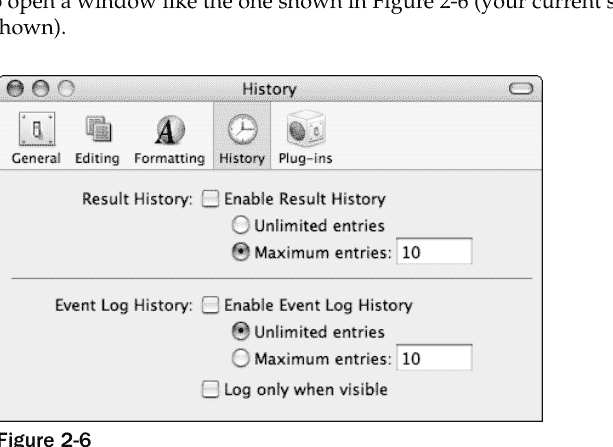 open a window like the one shown in Figure 2-6 (your current s
hown).
History
General Editing Formatting History Plug-ins
Result History: Enable Result History
Unlimited entries
Maximum entries: 10
Event Log History: Enable Event Log History
Unlimited entries
Maximum entries: 10
Log only when visible
Figure 2-6